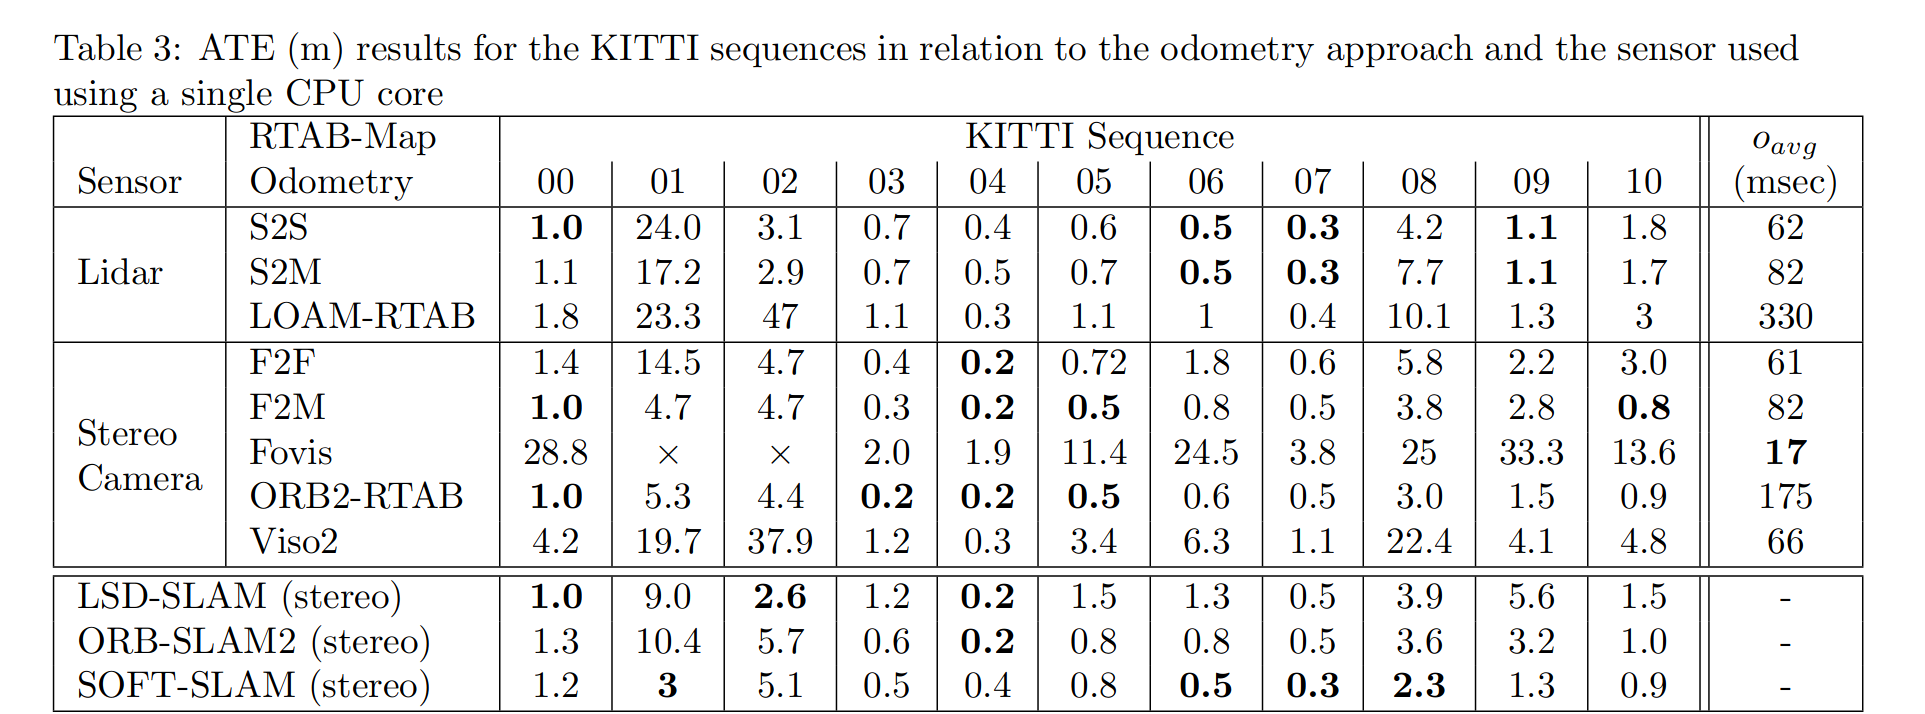 Table 3: ATE (m) results for the KITTI sequences in relation to the odometry approach and the sensor used
using a single CPU core
RTAB-Map KITTI Sequence o_avg
Sensor Odometry 00 01 02 03 04 05 06 07 08 09 10 (msec)
S2S 1.0 24.0 3.1 0.7 0.4 0.6 0.5 0.3 4.2 1.1 1.8 62
Lidar S2M 1.1 17.2 2.9 0.7 0.5 0.7 0.5 0.3 7.7 1.1 1.7 82
LOAM-RTAB 1.8 23.3 47 1.1 0.3 1.1 1 0.4 10.1 1.3 3 330
F2F 1.4 14.5 4.7 0.4 0.2 0.72 1.8 0.6 5.8 2.2 3.0 61
F2M 1.0 4.7 4.7 0.3 0.2 0.5 0.8 0.5 3.8 2.8 0.8 82
Stereo
Fovis 28.8 × × 2.0 1.9 11.4 24.5 3.8 25 33.3 13.6 17
Camera
ORB2-RTAB 1.0 5.3 4.4 0.2 0.2 0.5 0.6 0.5 3.0 1.5 0.9 175
Viso2 4.2 19.7 37.9 1.2 0.3 3.4 6.3 1.1 22.4 4.1 4.8 66
LSD-SLAM (stereo) 1.0 9.0 2.6 1.2 0.2 1.5 1.3 0.5 3.9 5.6 1.5 -
ORB-SLAM2 (stereo) 1.3 10.4 5.7 0.6 0.2 0.8 0.8 0.5 3.6 3.2 1.0 -
SOFT-SLAM (stereo) 1.2 3 5.1 0.5 0.4 0.8 0.5 0.3 2.3 1.3 0.9 -